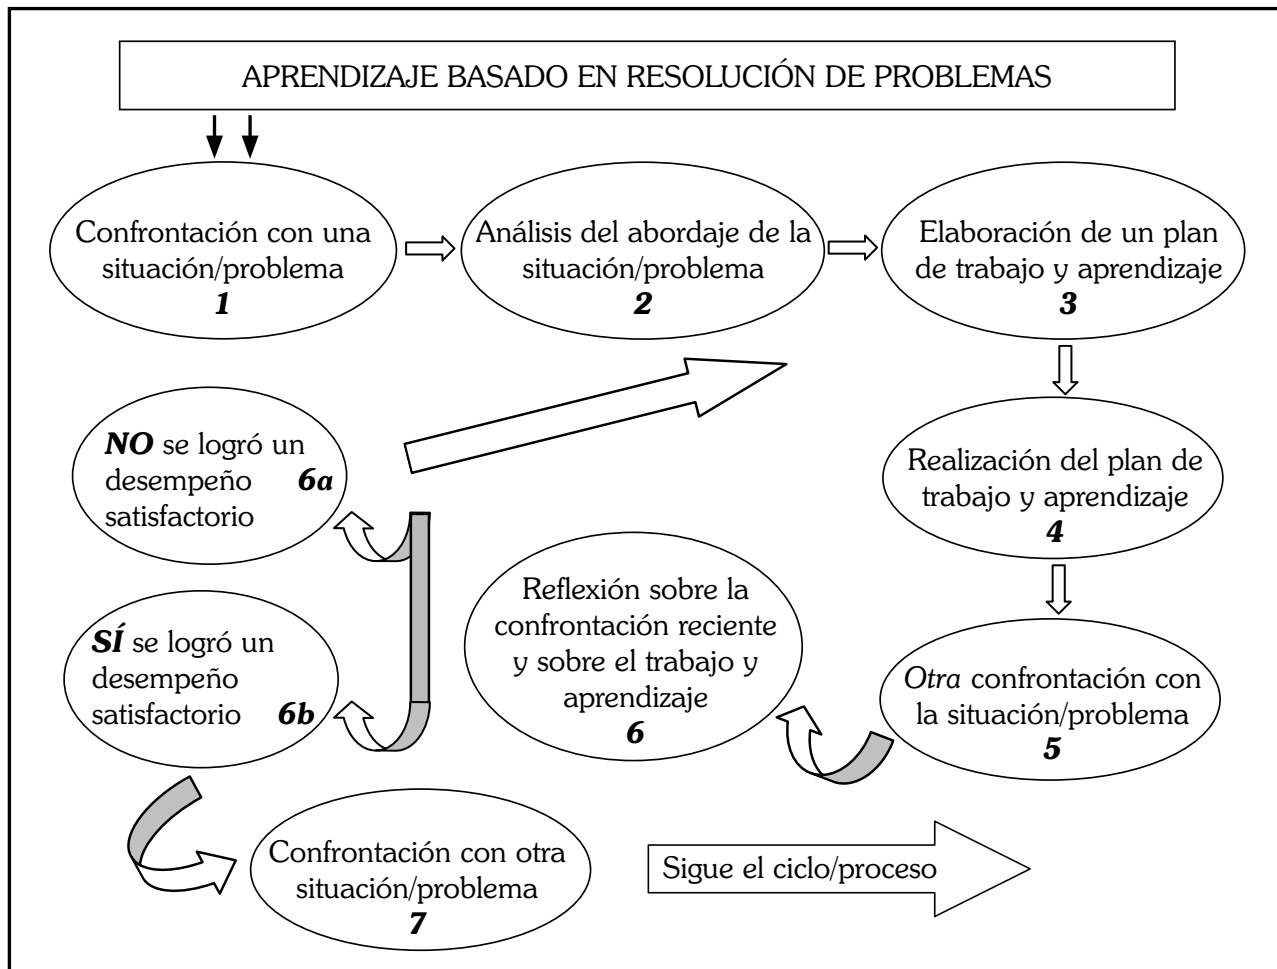 APRENDIZAJE BASADO EN RESOLUCIÓN DE PROBLEMAS
Confrontación con una
situación/problema
1
Análisis del abordaje de la
situación/problema
2
Elaboración de un plan
de trabajo y aprendizaje
3
Realización del plan de
trabajo y aprendizaje
4
Otra confrontación con
la situación/problema
5
Reflexión sobre la
confrontación reciente
y sobre el trabajo y
aprendizaje
6
NO se logró un
desempeño 6a
satisfactorio
SÍ se logró un
desempeño
satisfactorio 6b
Confrontación con otra
situación/problema
7
Sigue el ciclo/proceso